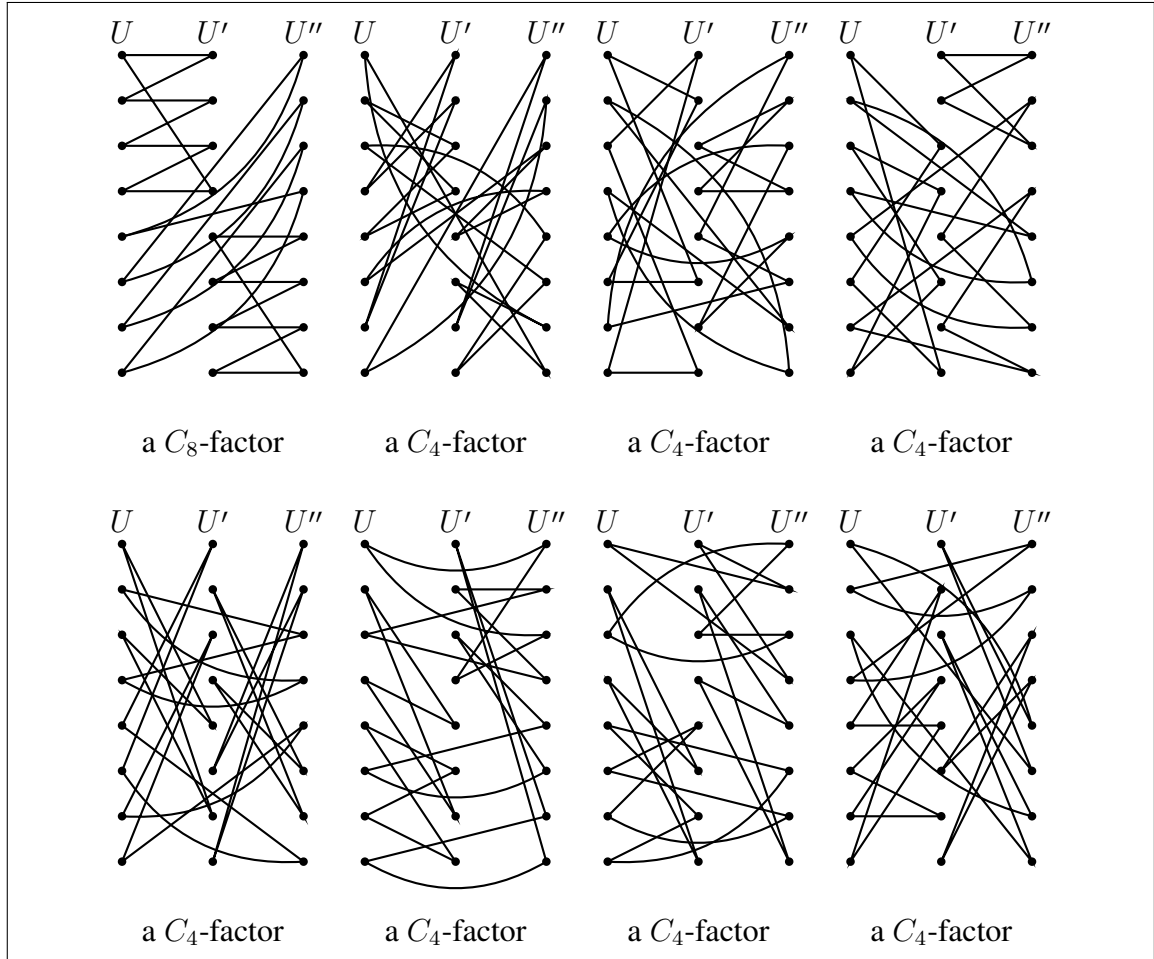 U U′ U″ U U′ U″ U U′ U″ U U′ U″
a C₈-factor a C₄-factor a C₄-factor a C₄-factor
U U′ U″ U U′ U″ U U′ U″ U U′ U″
a C₄-factor a C₄-factor a C₄-factor a C₄-factor